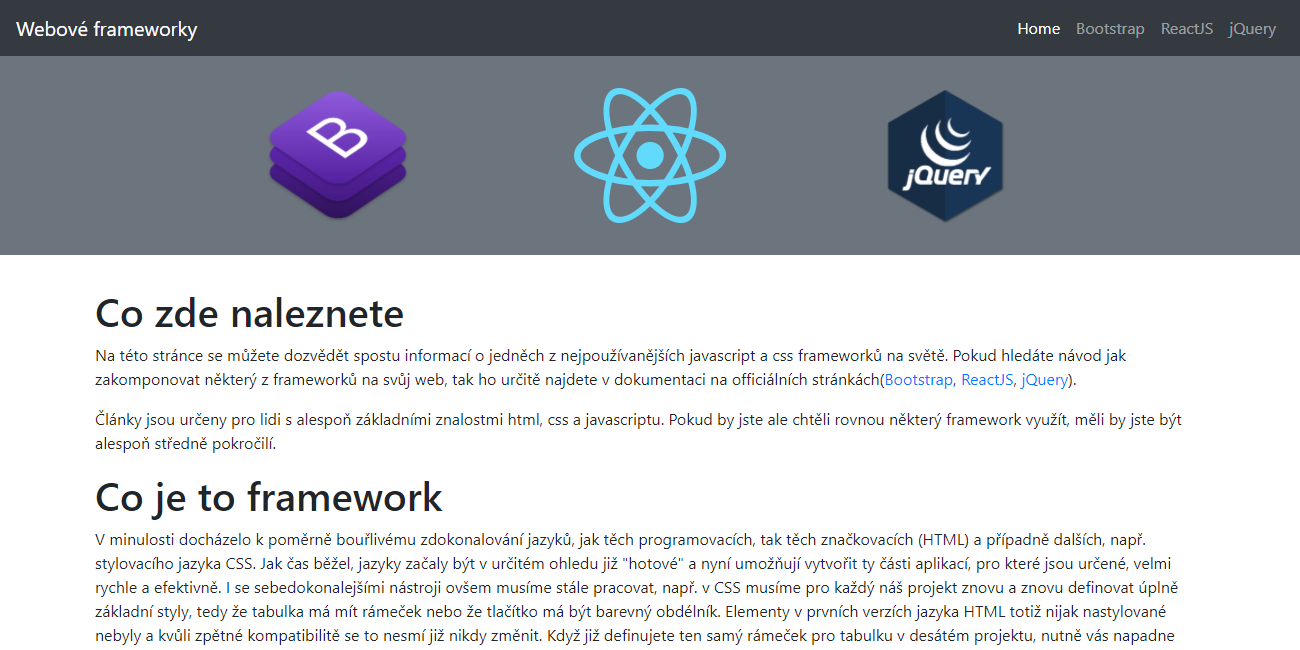 Webové frameworky
Home Bootstrap ReactJS jQuery
B
jQuery
Co zde naleznete
Na této stránce se můžete dozvědět spostu informací o jedněch z nejpoužívanějších javascript a css frameworků na světě. Pokud hledáte návod jak
zakomponovat některý z frameworků na svůj web, tak ho určitě najdete v dokumentaci na officiálních stránkách(Bootstrap, ReactJS, jQuery).
Články jsou určeny pro lidi s alespoň základními znalostmi html, css a javascriptu. Pokud by jste ale chtěli rovnou některý framework využít, měli by jste být
alespoň středně pokročilí.
Co je to framework
V minulosti docházelo k poměrně bouřlivému zdokonalování jazyků, jak těch programovacích, tak těch značkovacích (HTML) a případně dalších, např.
stylovacího jazyka CSS. Jak čas běžel, jazyky začaly být v určitém ohledu již "hotové" a nyní umožňují vytvořit ty části aplikací, pro které jsou určené, velmi
rychle a efektivně. I se sebedokonalejšími nástroji ovšem musíme stále pracovat, např. v CSS musíme pro každý náš projekt znovu a znovu definovat úplně
základní styly, tedy že tabulka má mít rámeček nebo že tlačítko má být barevný obdélník. Elementy v prvních verzích jazyka HTML totiž nijak nastylované
nebyly a kvůli zpětné kompatibilitě se to nesmí již nikdy změnit. Když již definujete ten samý rámeček pro tabulku v desátém projektu, nutně vás napadne